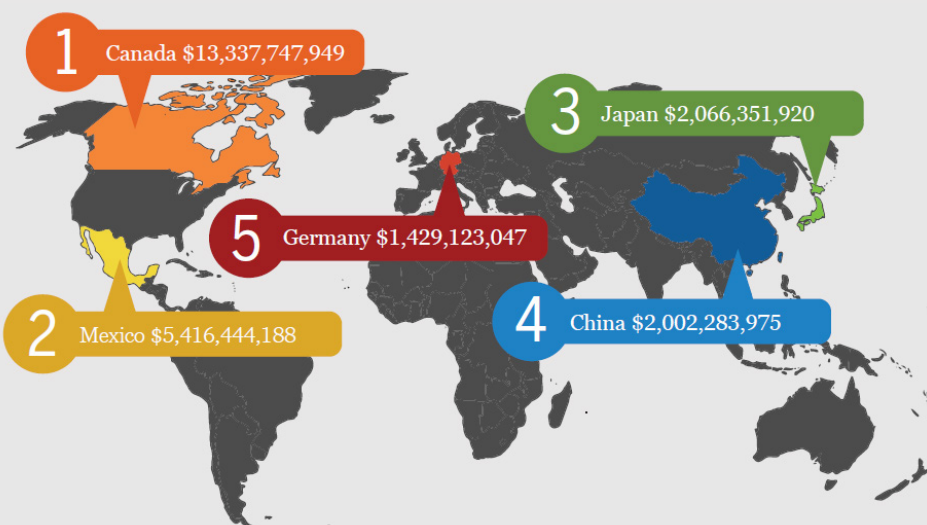 1
Canada $13,337,747,949
2
Mexico $5,416,444,188
3
Japan $2,066,351,920
4
China $2,002,283,975
5
Germany $1,429,123,047